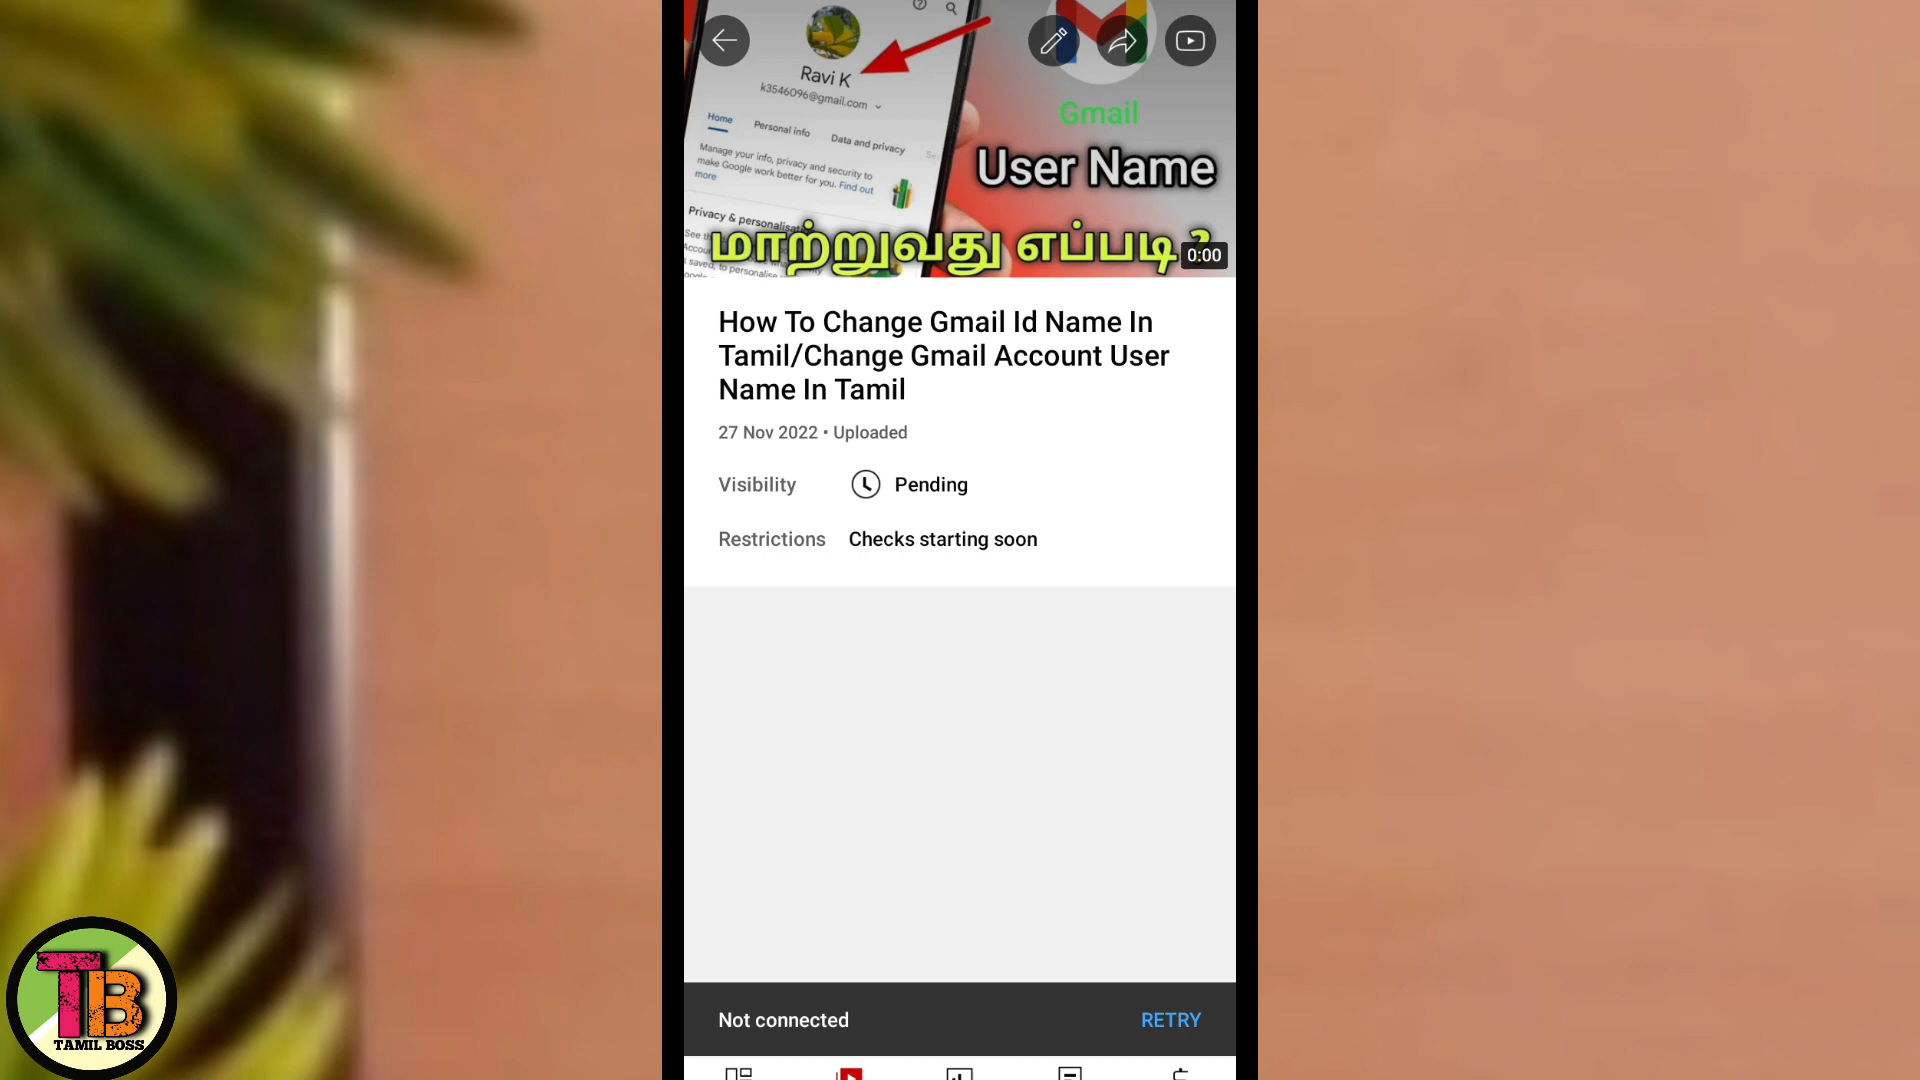 Ravi K
k3546096@gmail.com
Home
Personal info
Data and privacy
Manage your info, privacy and security to
make Google work better for you. Find out
more
Privacy & personalisati
Gmail
User Name
மாற்றுவது எப்படி ?
0:00
How To Change Gmail Id Name In
Tamil/Change Gmail Account User
Name In Tamil
27 Nov 2022 • Uploaded
Visibility
Pending
Restrictions
Checks starting soon
Not connected
RETRY
TB
TAMIL BOSS